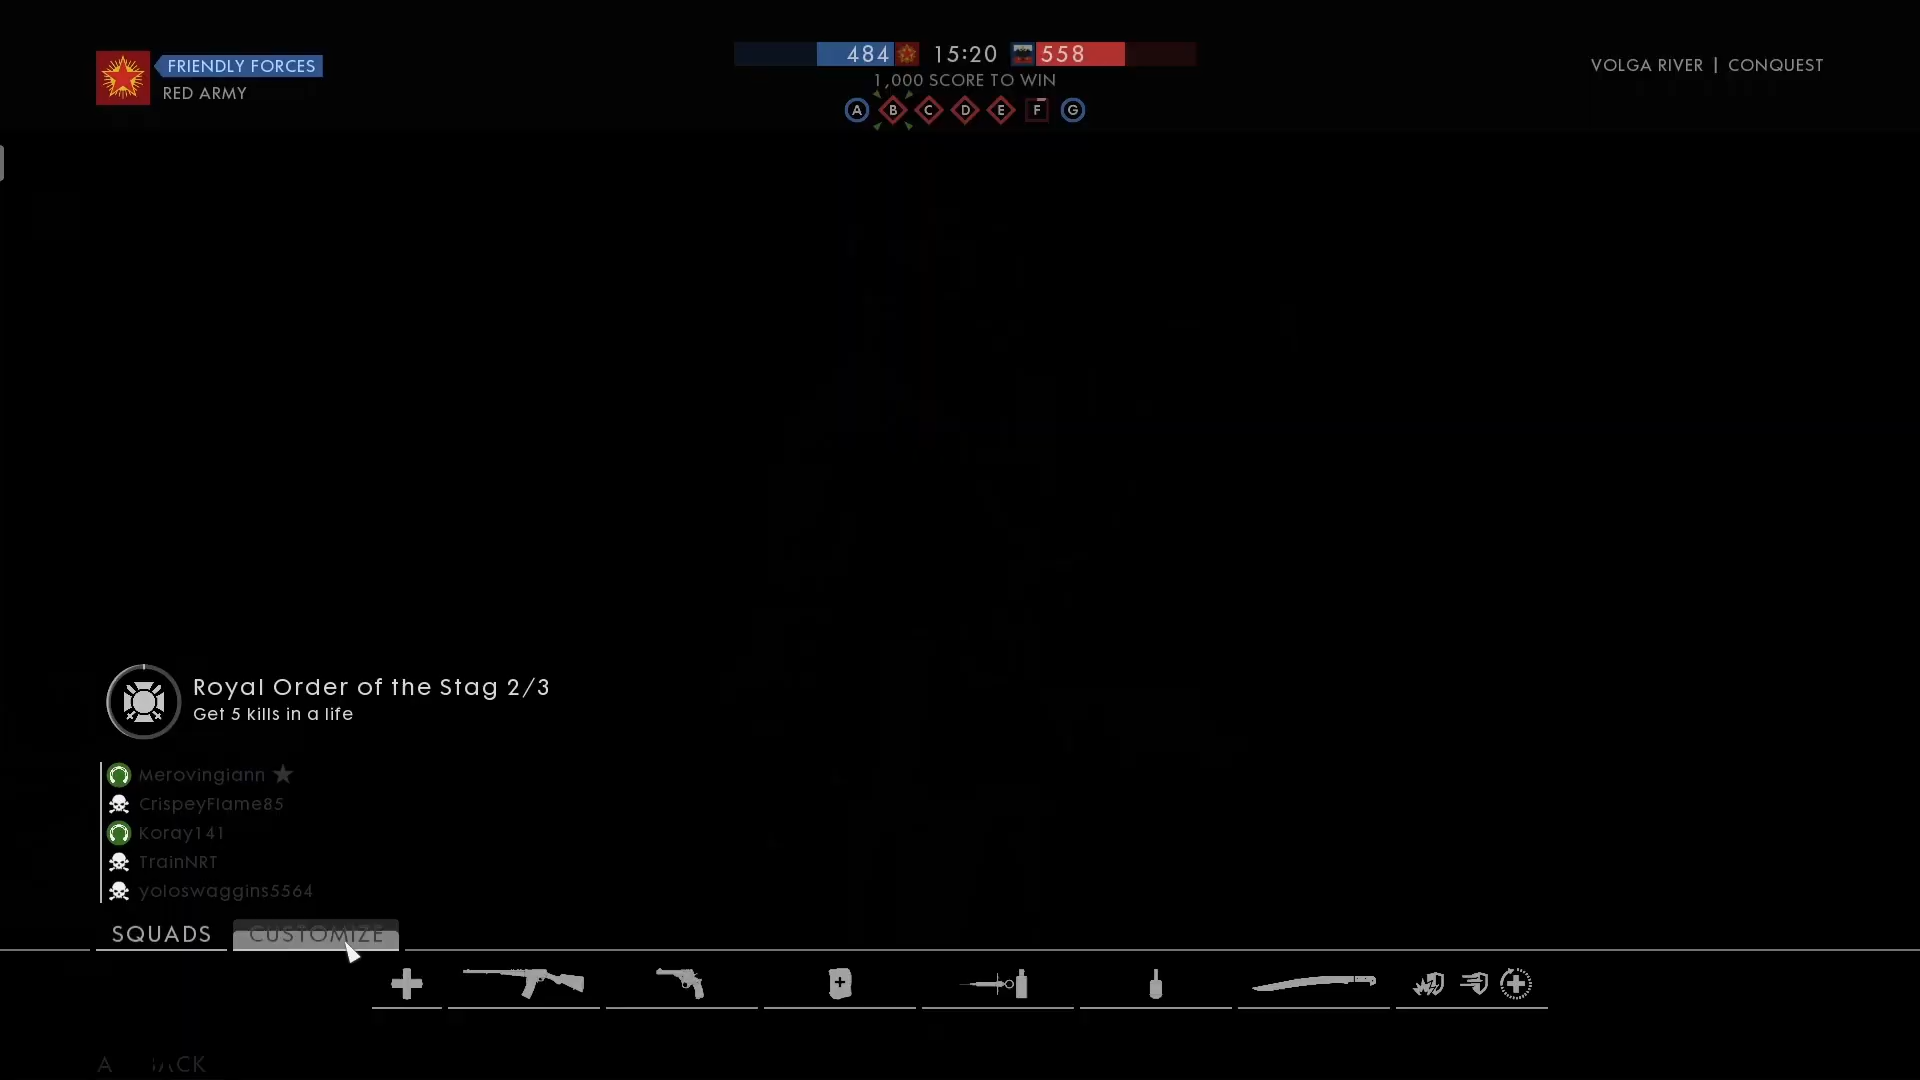 FRIENDLY FORCES
RED ARMY
484 15:20 558
1,000 SCORE TO WIN
A B C D E F G
VOLGA RIVER | CONQUEST
Royal Order of the Stag 2/3
Get 5 kills in a life
Merovingiann
CrispeyFlame85
Koray141
TrainNRT
yoloswaggins5564
SQUADS CUSTOMIZE